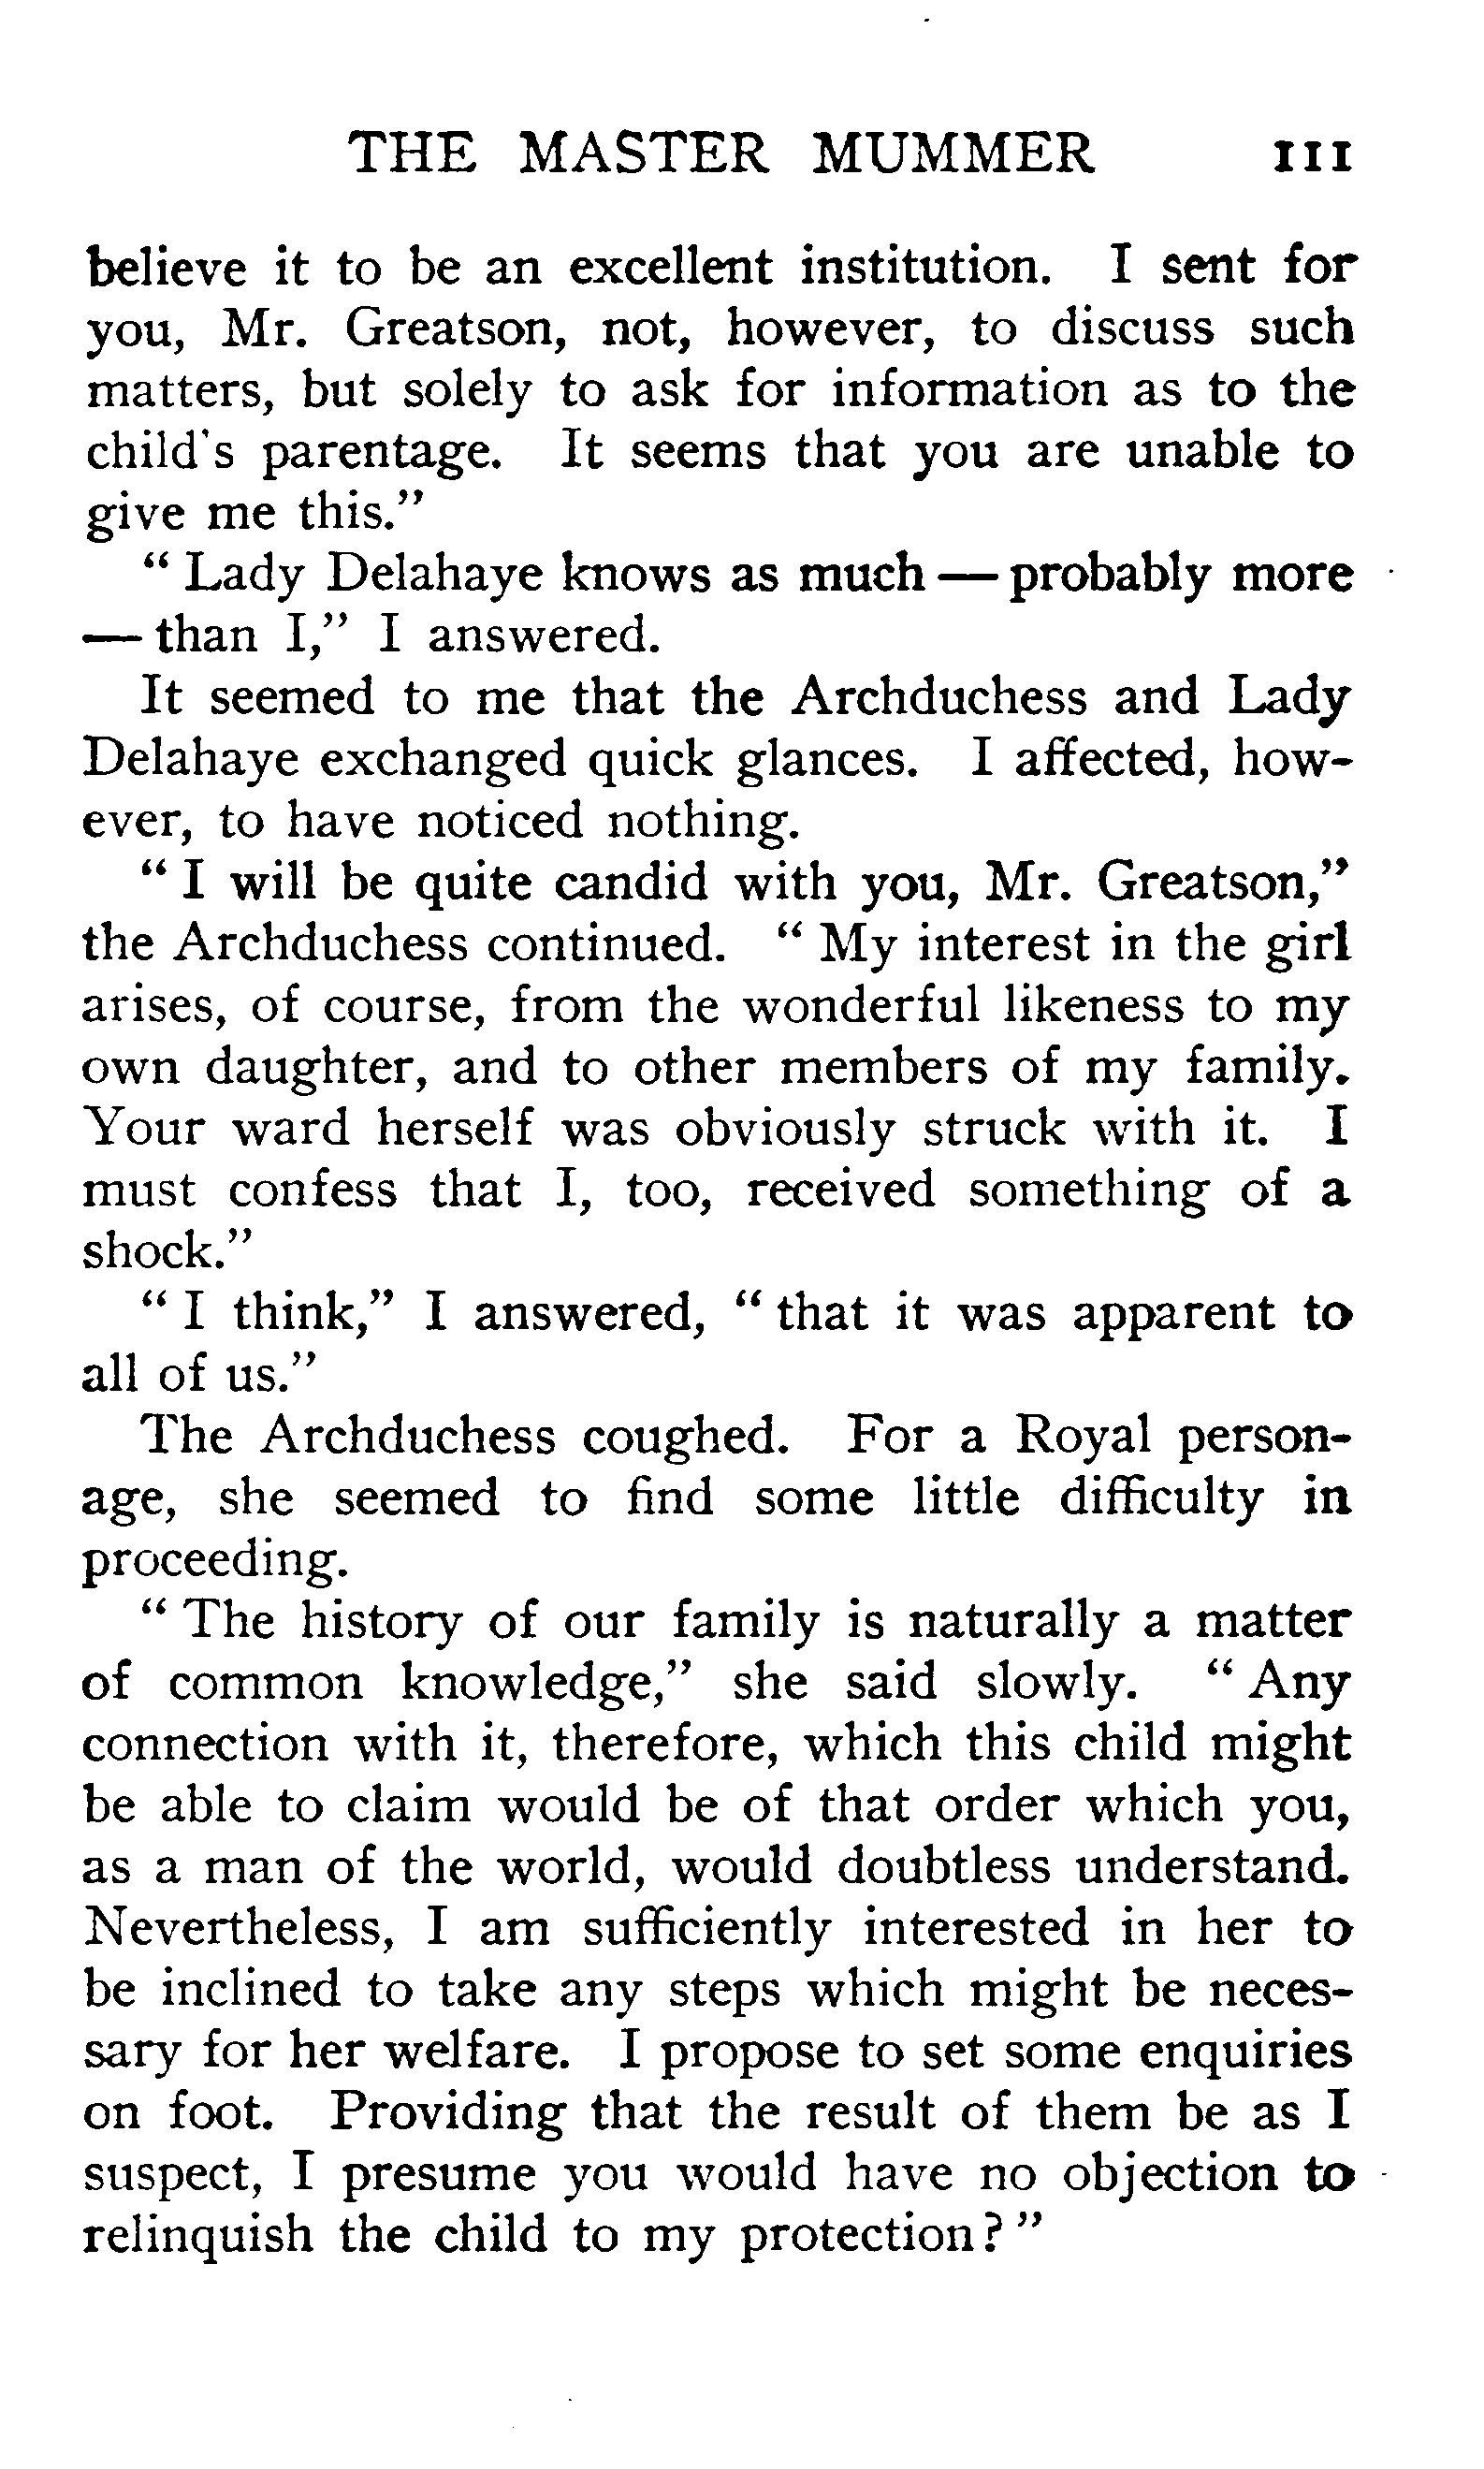 THE MASTER MUMMER 111
believe it to be an excellent institution. I sent for
you, Mr. Greatson, not, however, to discuss such
matters, but solely to ask for information as to the
child's parentage. It seems that you are unable to
give me this."
" Lady Delahaye knows as much — probably more
— than I," I answered.
It seemed to me that the Archduchess and Lady
Delahaye exchanged quick glances. I affected, how-
ever, to have noticed nothing.
" I will be quite candid with you, Mr. Greatson,"
the Archduchess continued. " My interest in the girl
arises, of course, from the wonderful likeness to my
own daughter, and to other members of my family.
Your ward herself was obviously struck with it. I
must confess that I, too, received something of a
shock."
" I think," I answered, " that it was apparent to
all of us."
The Archduchess coughed. For a Royal person-
age, she seemed to find some little difficulty in
proceeding.
" The history of our family is naturally a matter
of common knowledge," she said slowly. " Any
connection with it, therefore, which this child might
be able to claim would be of that order which you,
as a man of the world, would doubtless understand.
Nevertheless, I am sufficiently interested in her to
be inclined to take any steps which might be neces-
sary for her welfare. I propose to set some enquiries
on foot. Providing that the result of them be as I
suspect, I presume you would have no objection to
relinquish the child to my protection? "